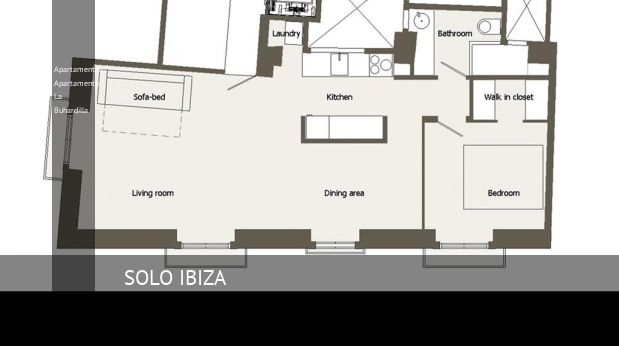 Laundry
Bathroom
Apartament
Apartament
La
Buhardilla
Sofa-bed
Kitchen
Walk in closet
Living room
Dining area
Bedroom
SOLO IBIZA